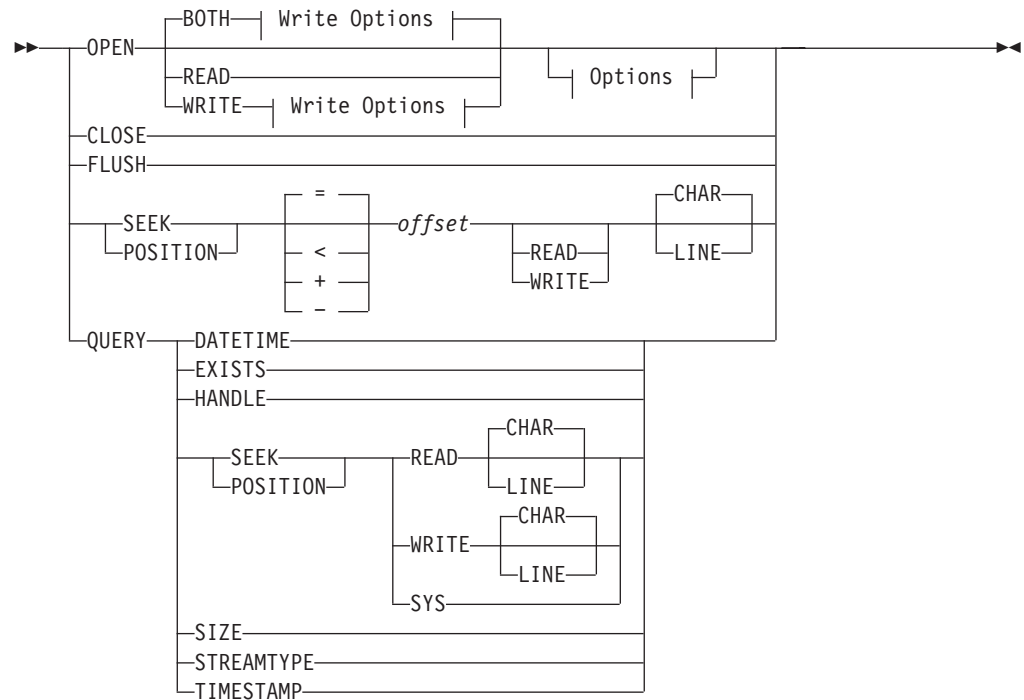 BOTH Write Options
OPEN
READ Options
WRITE Write Options
CLOSE
FLUSH
= CHAR
SEEK offset
POSITION < READ LINE
+ WRITE
−
QUERY DATETIME
EXISTS
HANDLE
CHAR
SEEK READ
POSITION LINE
CHAR
WRITE
LINE
SYS
SIZE
STREAMTYPE
TIMESTAMP